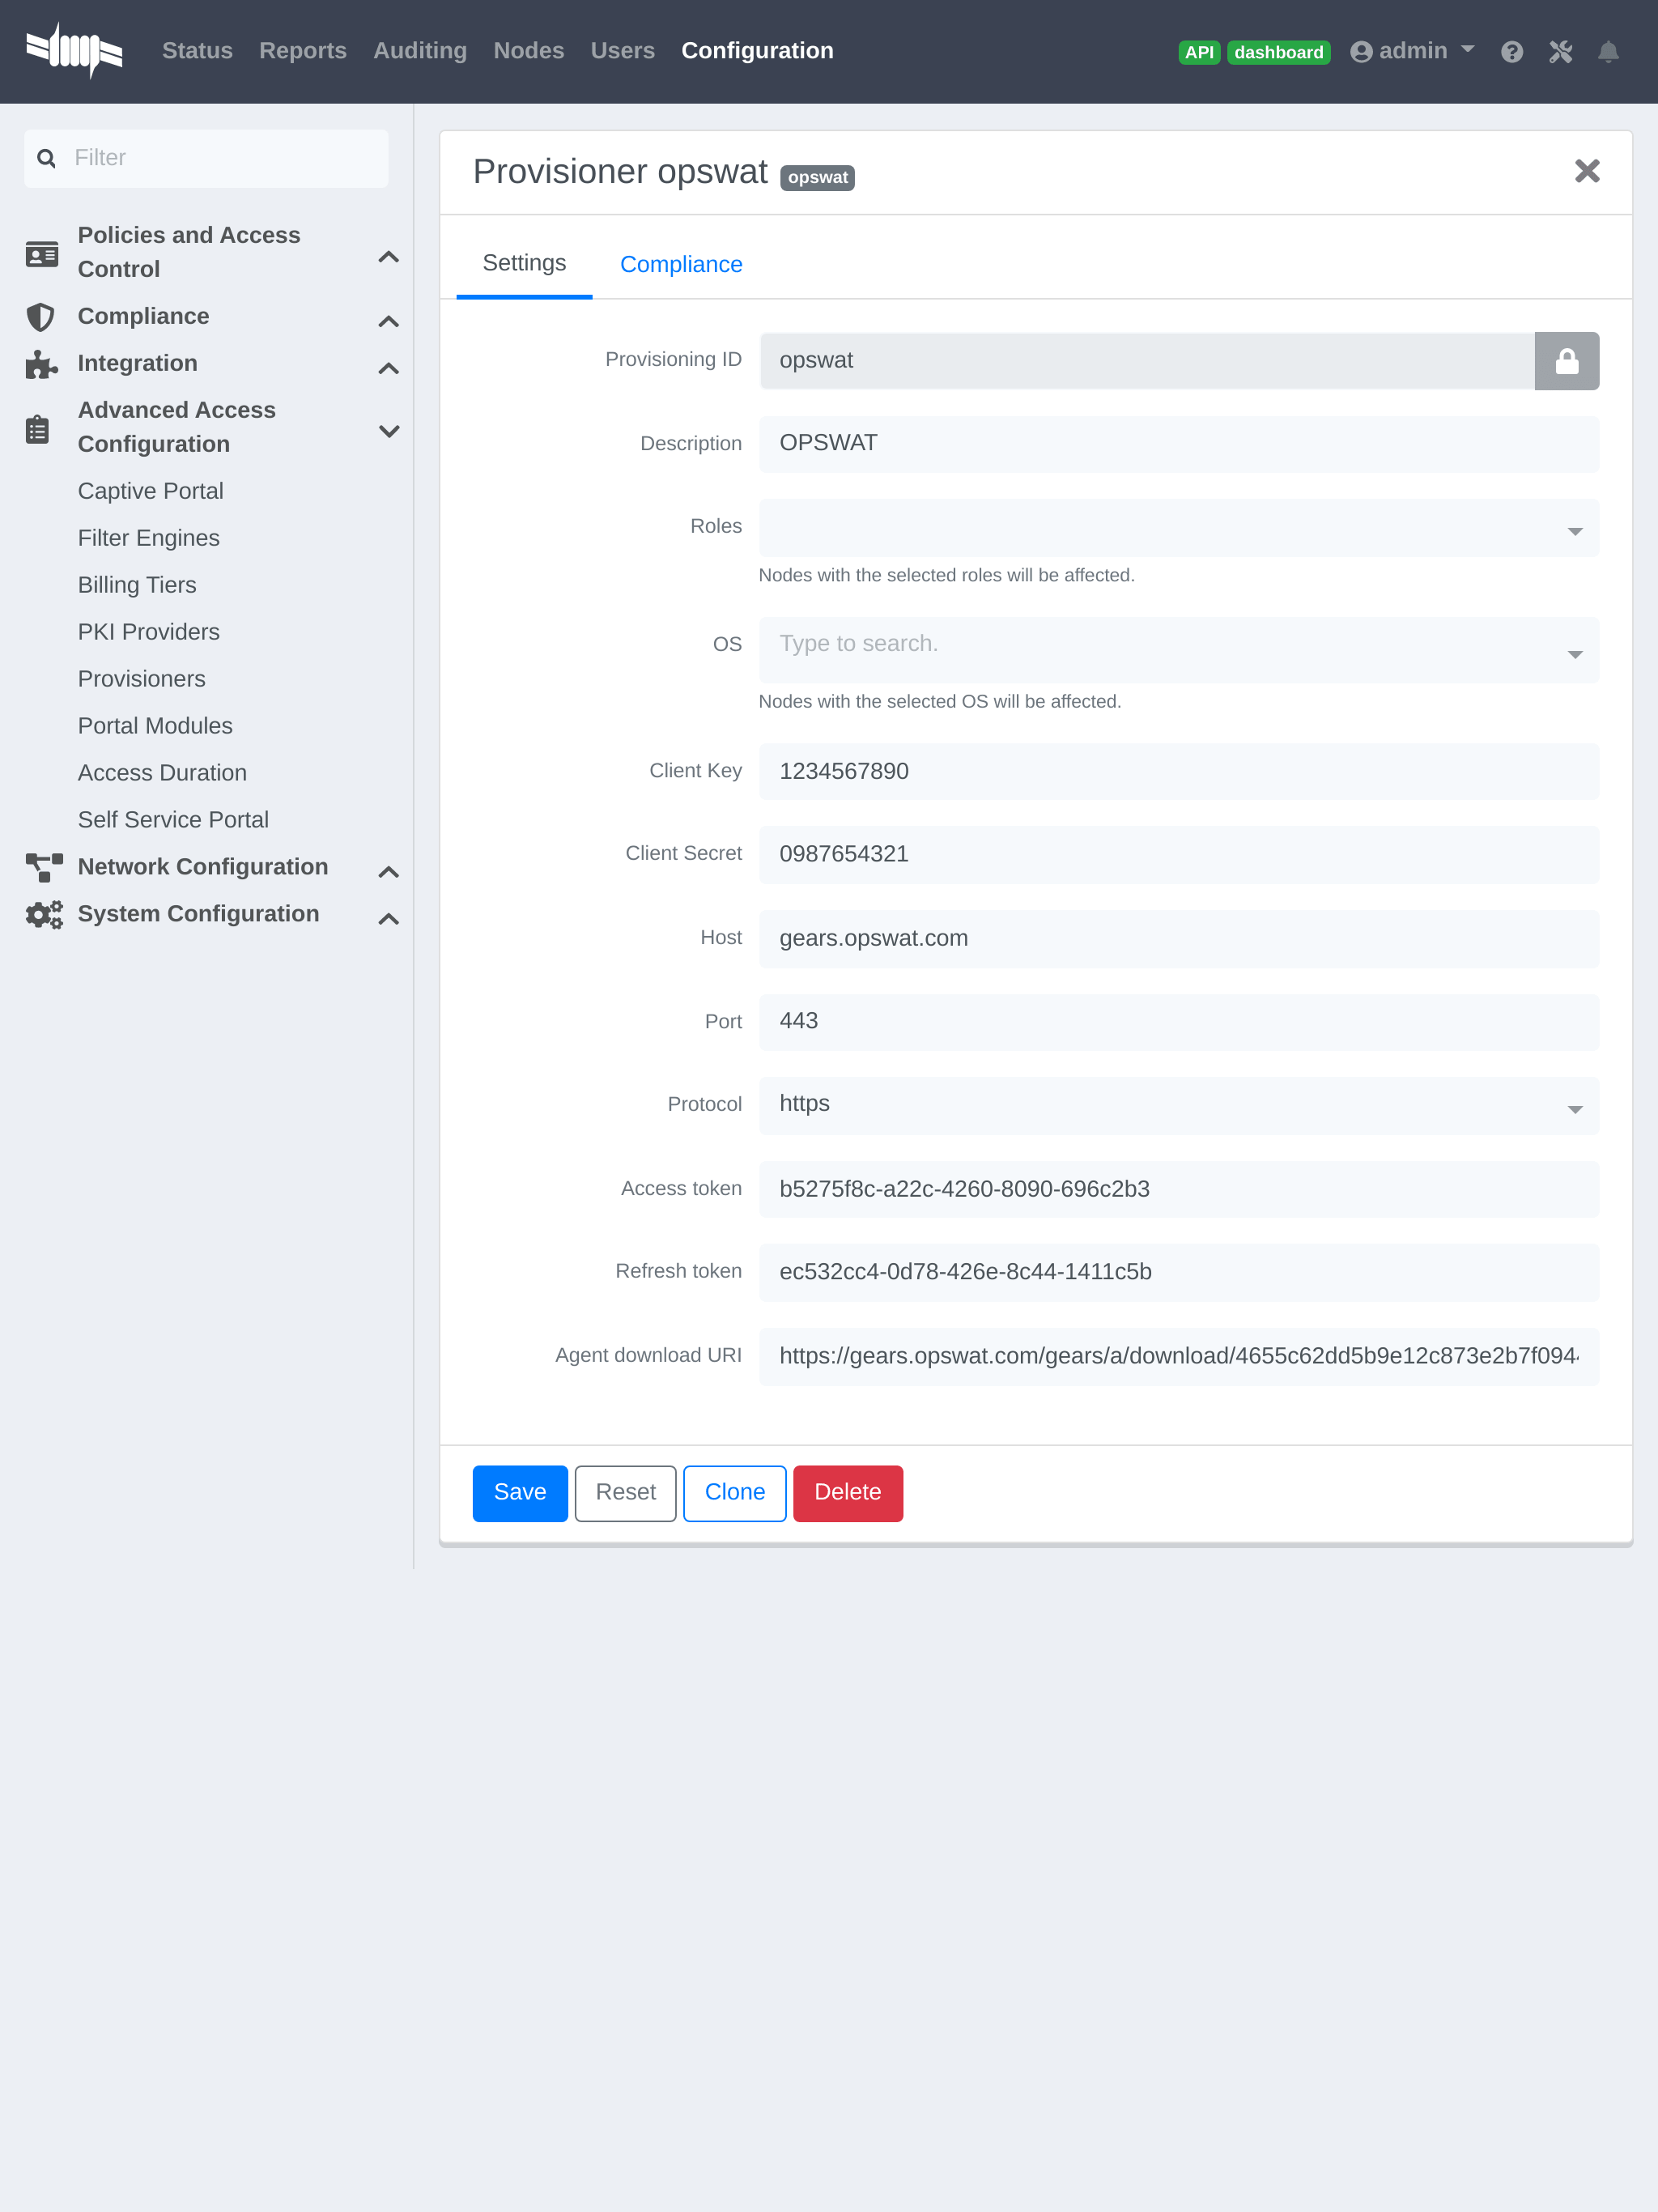 Status Reports Auditing Nodes Users Configuration API dashboard admin
Filter
Policies and Access
Control
Compliance
Integration
Advanced Access
Configuration
Captive Portal
Filter Engines
Billing Tiers
PKI Providers
Provisioners
Portal Modules
Access Duration
Self Service Portal
Network Configuration
System Configuration
Provisioner opswat opswat
Settings Compliance
Provisioning ID opswat
Description OPSWAT
Roles
Nodes with the selected roles will be affected.
OS Type to search.
Nodes with the selected OS will be affected.
Client Key 1234567890
Client Secret 0987654321
Host gears.opswat.com
Port 443
Protocol https
Access token b5275f8c-a22c-4260-8090-696c2b3
Refresh token ec532cc4-0d78-426e-8c44-1411c5b
Agent download URI https://gears.opswat.com/gears/a/download/4655c62dd5b9e12c873e2b7f094
Save Reset Clone Delete